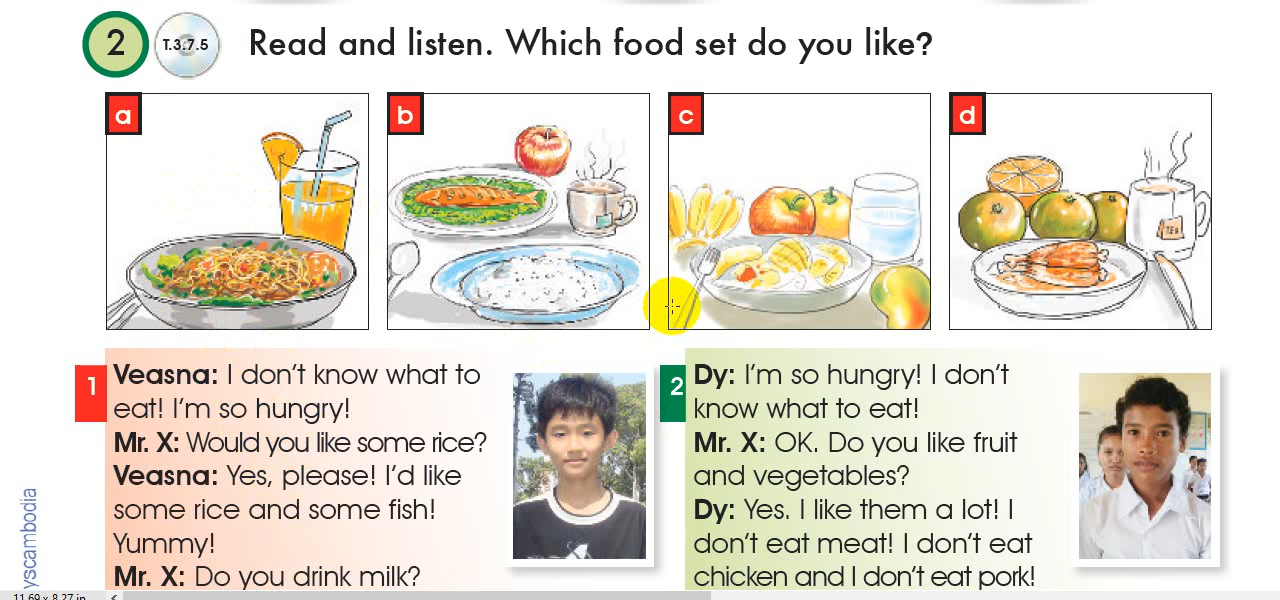 2 T.3.7.5 Read and listen. Which food set do you like?
a
b
c
d
TEA
1
Veasna: I don't know what to
eat! I'm so hungry!
Mr. X: Would you like some rice?
Veasna: Yes, please! I'd like
some rice and some fish!
Yummy!
Mr. X: Do you drink milk?
2
Dy: I'm so hungry! I don't
know what to eat!
Mr. X: OK. Do you like fruit
and vegetables?
Dy: Yes. I like them a lot! I
don't eat meat! I don't eat
chicken and I don't eat pork!
yscambodia
11.69 x 8.27 in